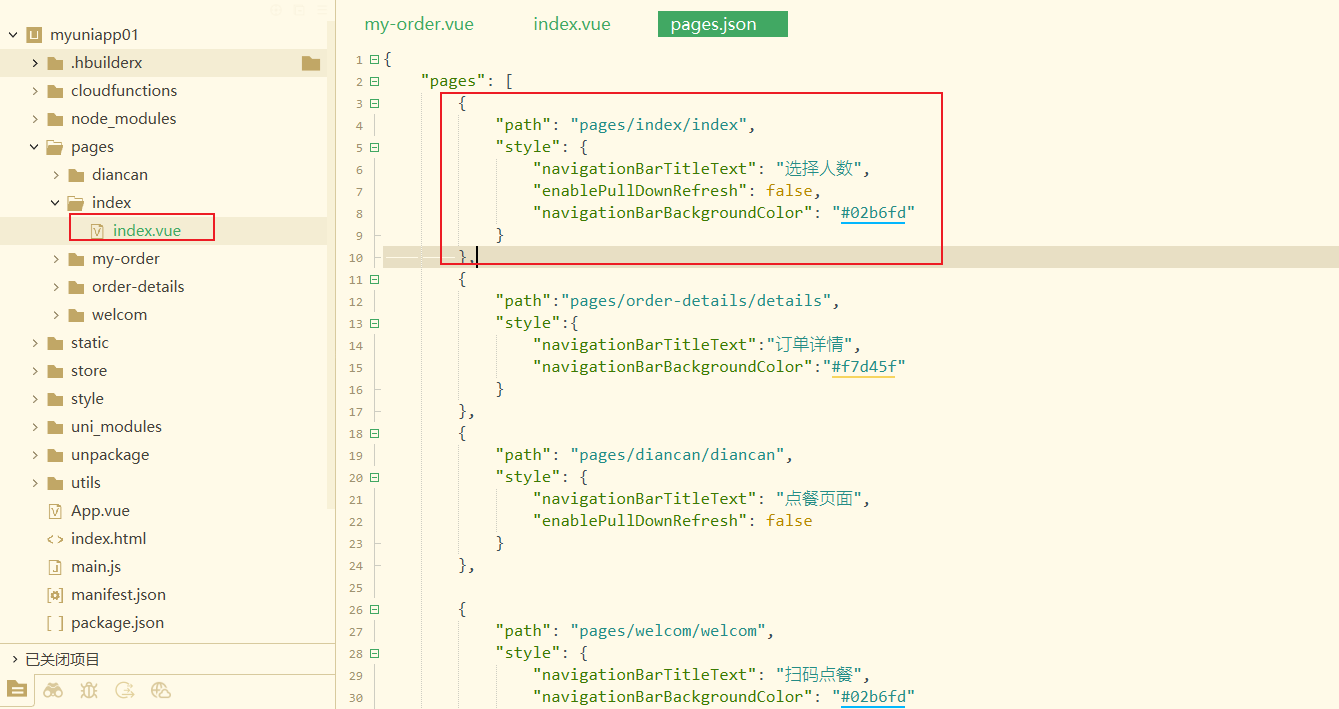 myuniapp01
.hbuilderx
cloudfunctions
node_modules
pages
diancan
index
index.vue
my-order
order-details
welcom
static
store
style
uni_modules
unpackage
utils
App.vue
index.html
main.js
manifest.json
package.json
已关闭项目
my-order.vue
index.vue
pages.json
1 {
2 "pages": [
3 {
4 "path": "pages/index/index",
5 "style": {
6 "navigationBarTitleText": "选择人数",
7 "enablePullDownRefresh": false,
8 "navigationBarBackgroundColor": "#02b6fd"
9 }
10 },
11 {
12 "path":"pages/order-details/details",
13 "style":{
14 "navigationBarTitleText":"订单详情",
15 "navigationBarBackgroundColor":"#f7d45f"
16 }
17 },
18 {
19 "path": "pages/diancan/diancan",
20 "style": {
21 "navigationBarTitleText": "点餐页面",
22 "enablePullDownRefresh": false
23 }
24 },
25
26 {
27 "path": "pages/welcom/welcom",
28 "style": {
29 "navigationBarTitleText": "扫码点餐",
30 "navigationBarBackgroundColor": "#02b6fd"